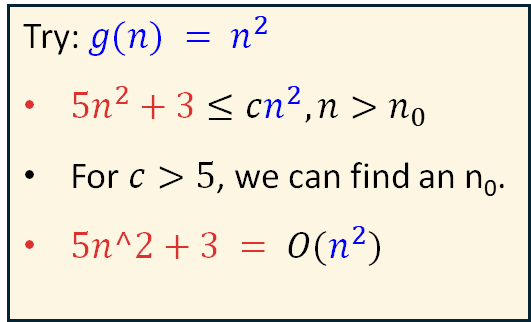 Try: g(n) = n²
• 5n² + 3 ≤ cn², n > n₀
• For c > 5, we can find an n₀.
• 5n^2 + 3 = O(n²)